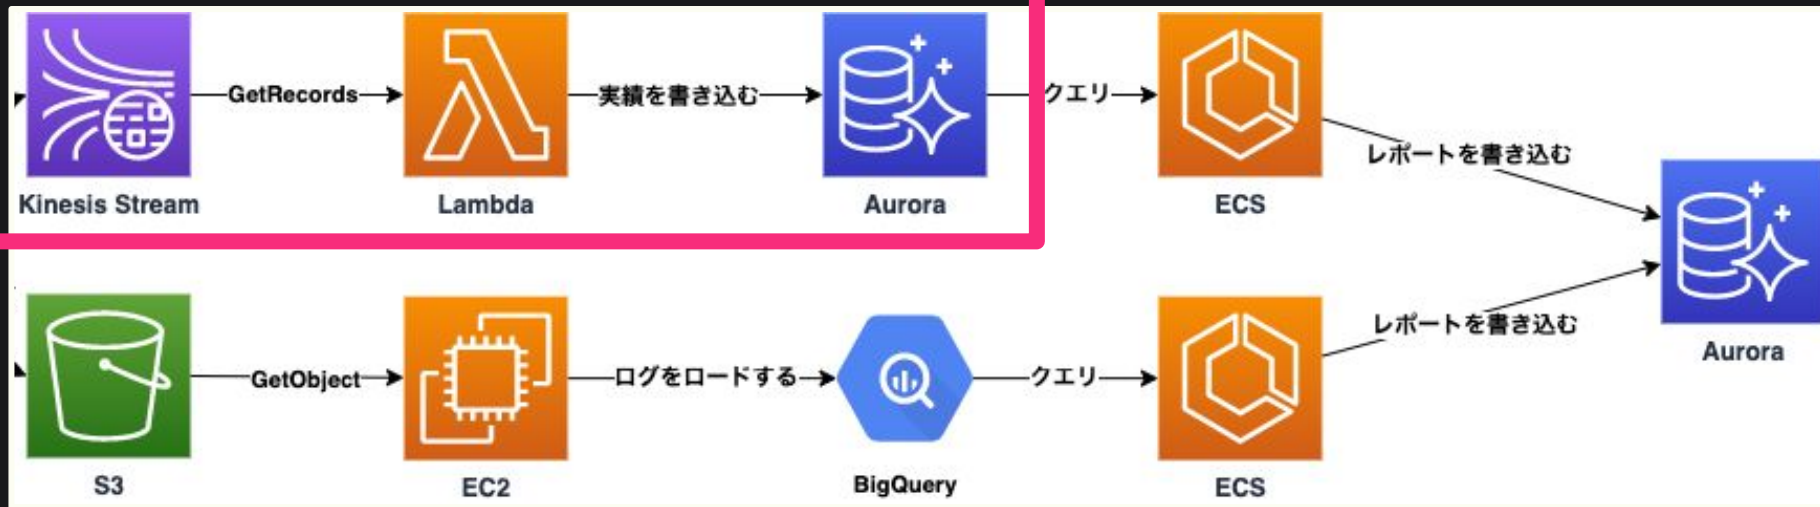 GetRecords
実績を書き込む
クエリ
レポートを書き込む
Kinesis Stream
Lambda
Aurora
ECS
GetObject
ログをロードする
クエリ
レポートを書き込む
Aurora
S3
EC2
BigQuery
ECS